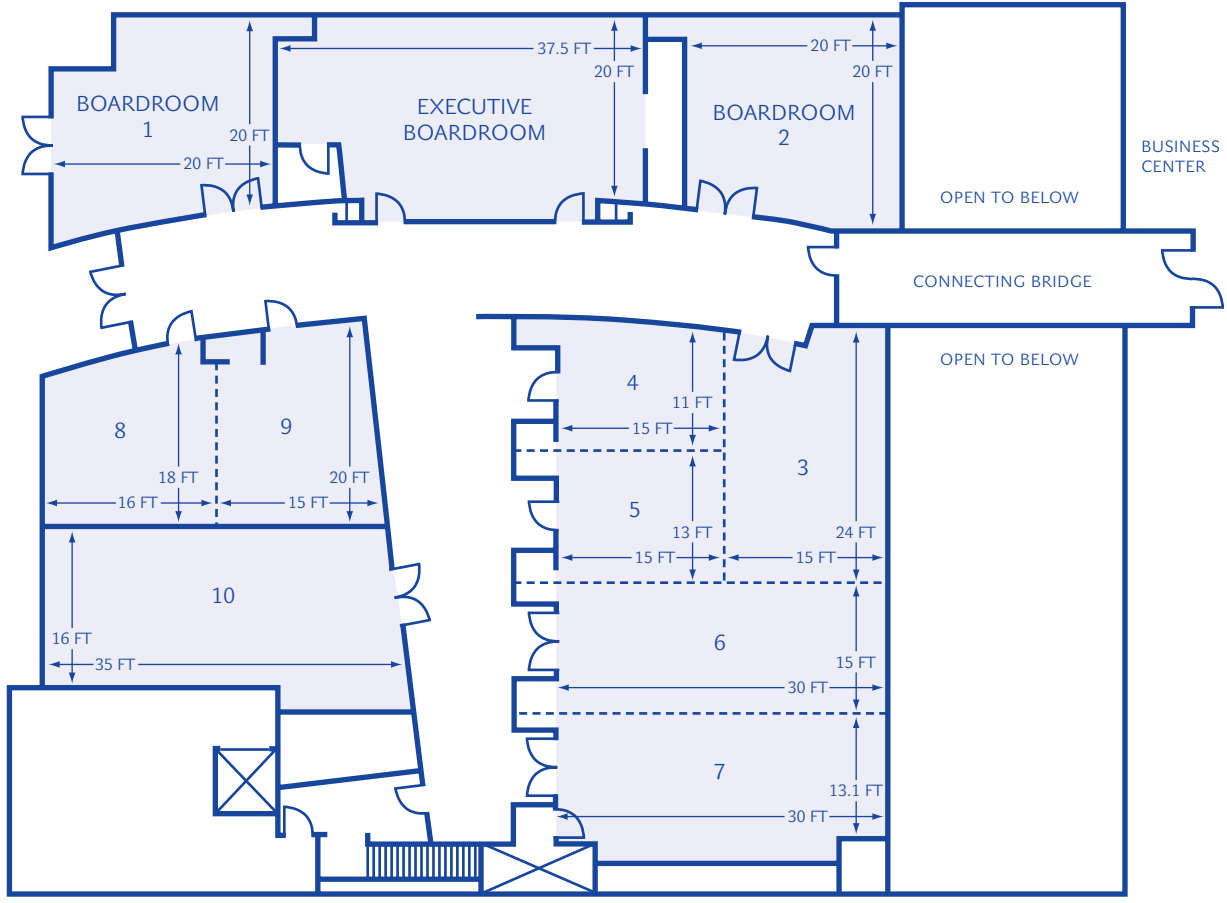 37.5 FT
20 FT
20 FT
20 FT
BOARDROOM
1
EXECUTIVE
BOARDROOM
BOARDROOM
2
20 FT
20 FT
BUSINESS
CENTER
OPEN TO BELOW
CONNECTING BRIDGE
OPEN TO BELOW
4
11 FT
15 FT
8
9
3
18 FT
20 FT
16 FT
15 FT
5
13 FT
24 FT
15 FT
15 FT
10
16 FT
35 FT
6
15 FT
30 FT
7
13.1 FT
30 FT